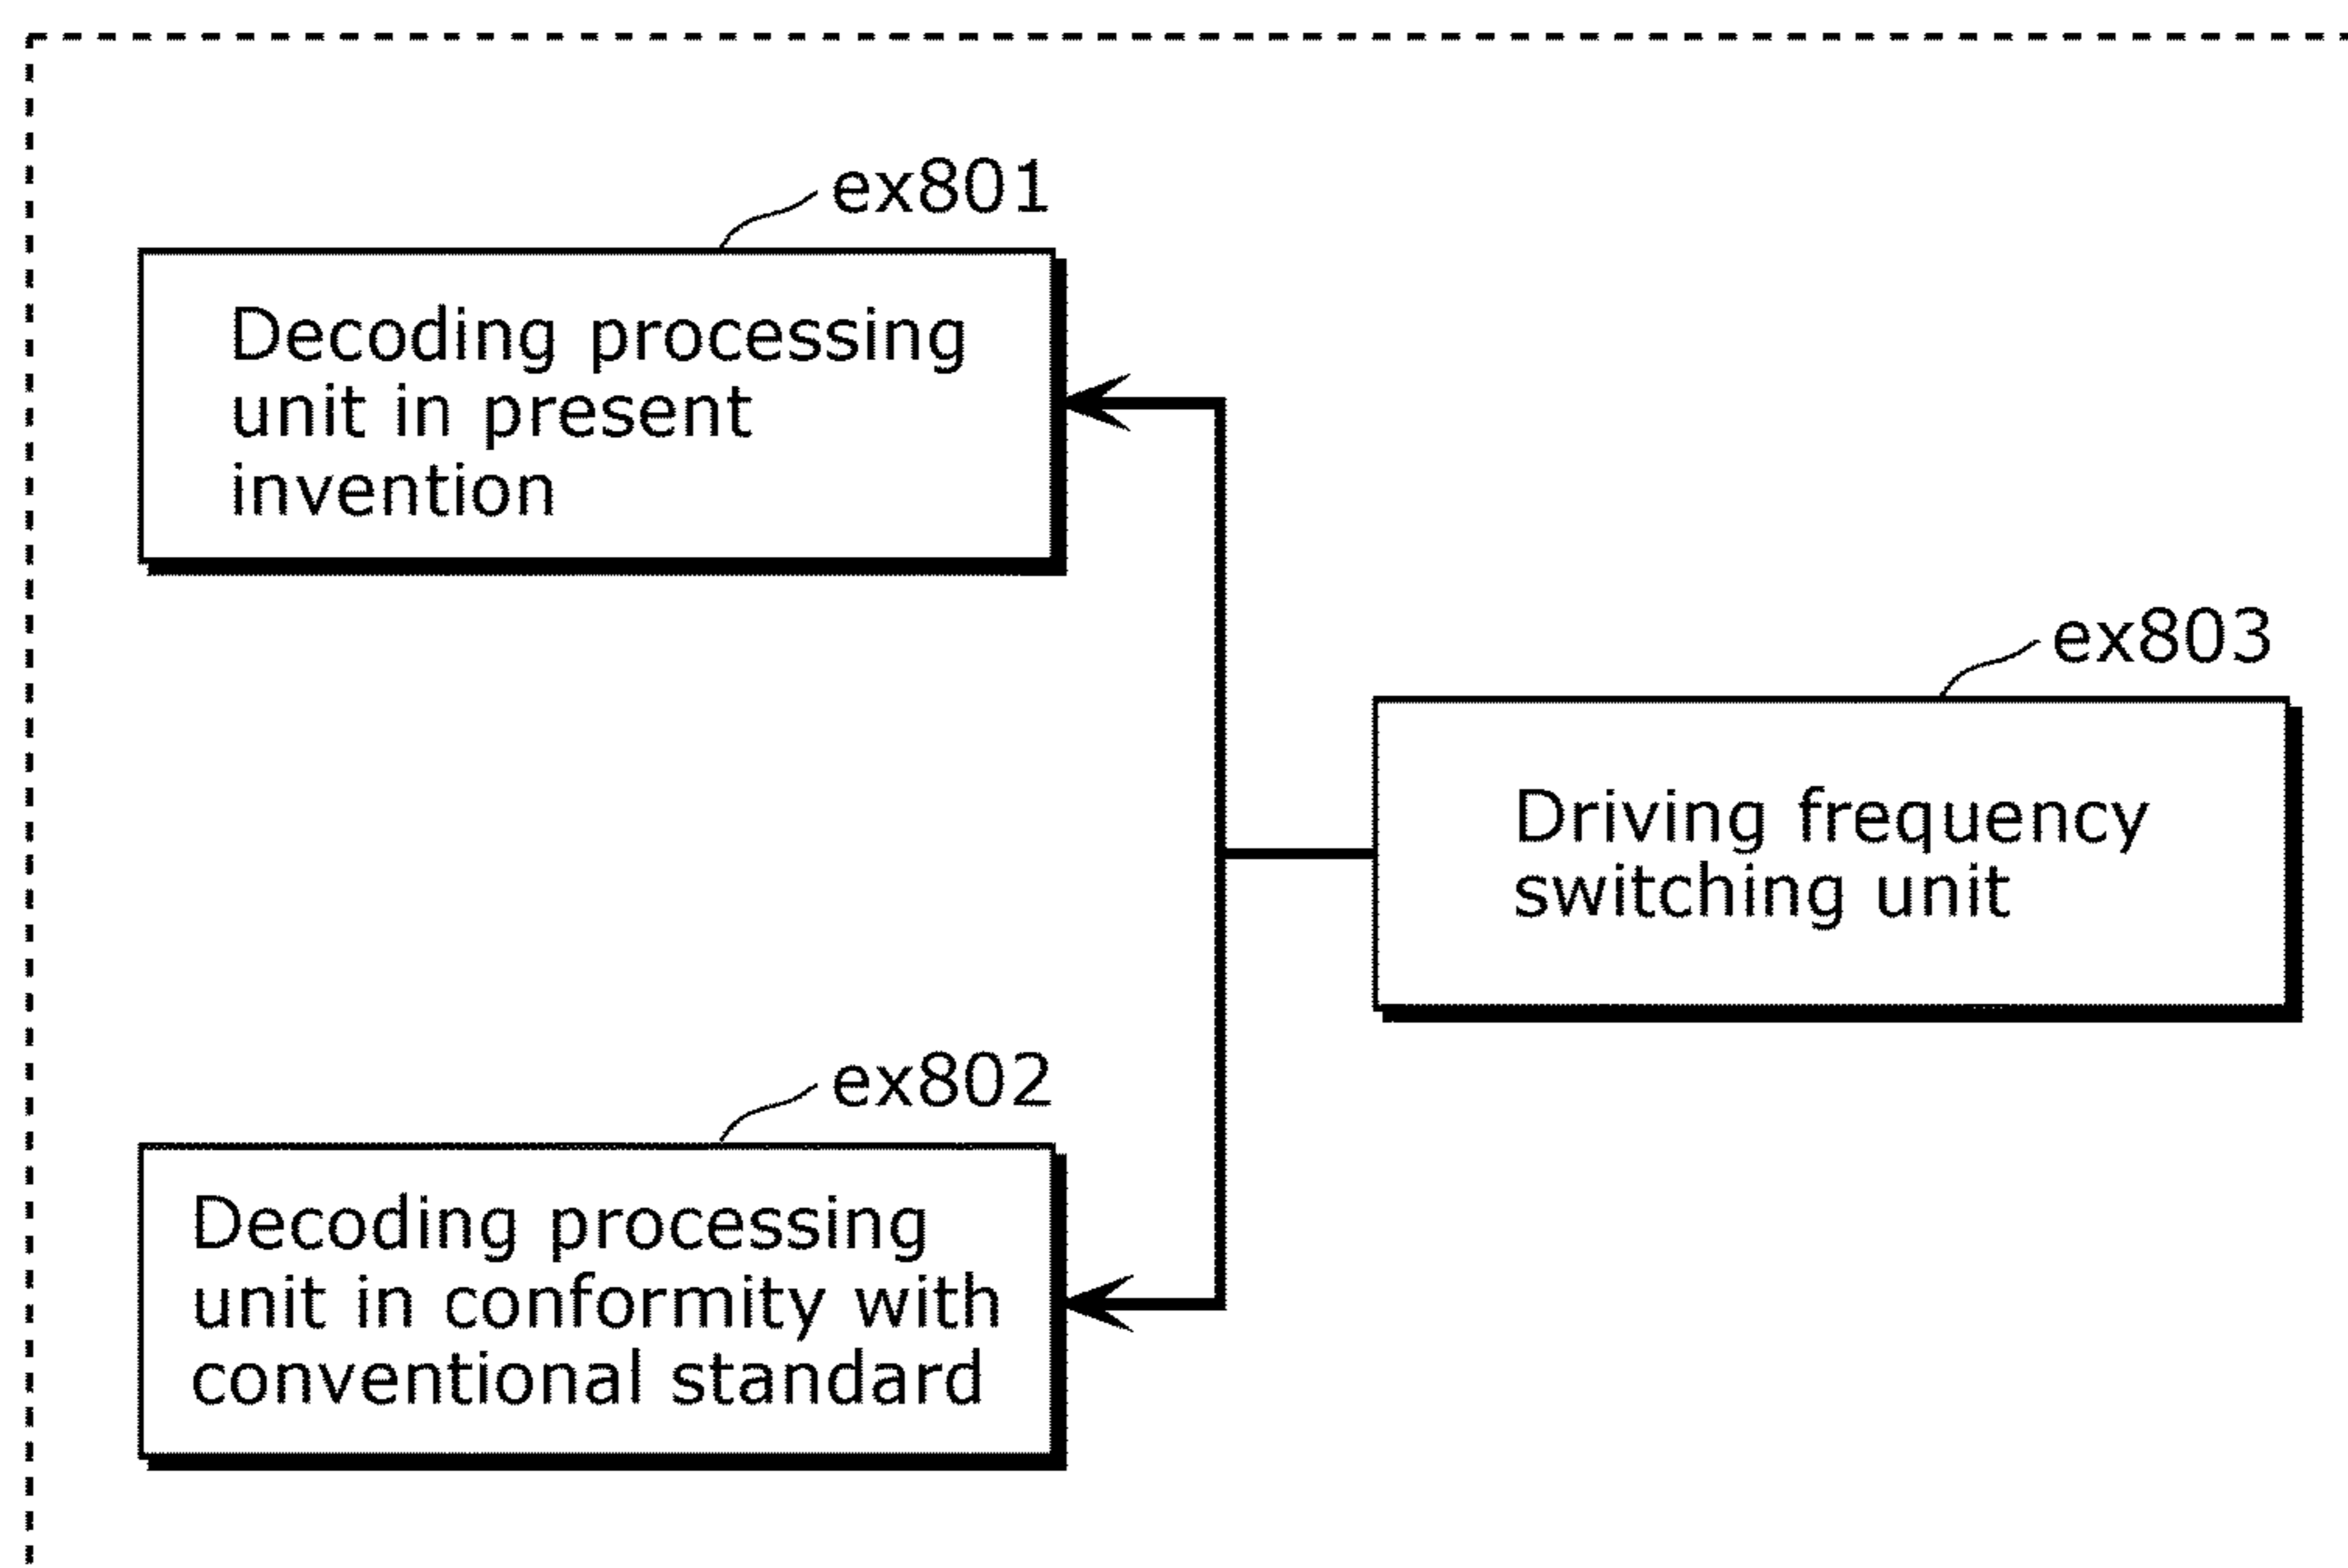 ex801
Decoding processing
unit in present
invention
ex803
Driving frequency
switching unit
ex802
Decoding processing
unit in conformity with
conventional standard